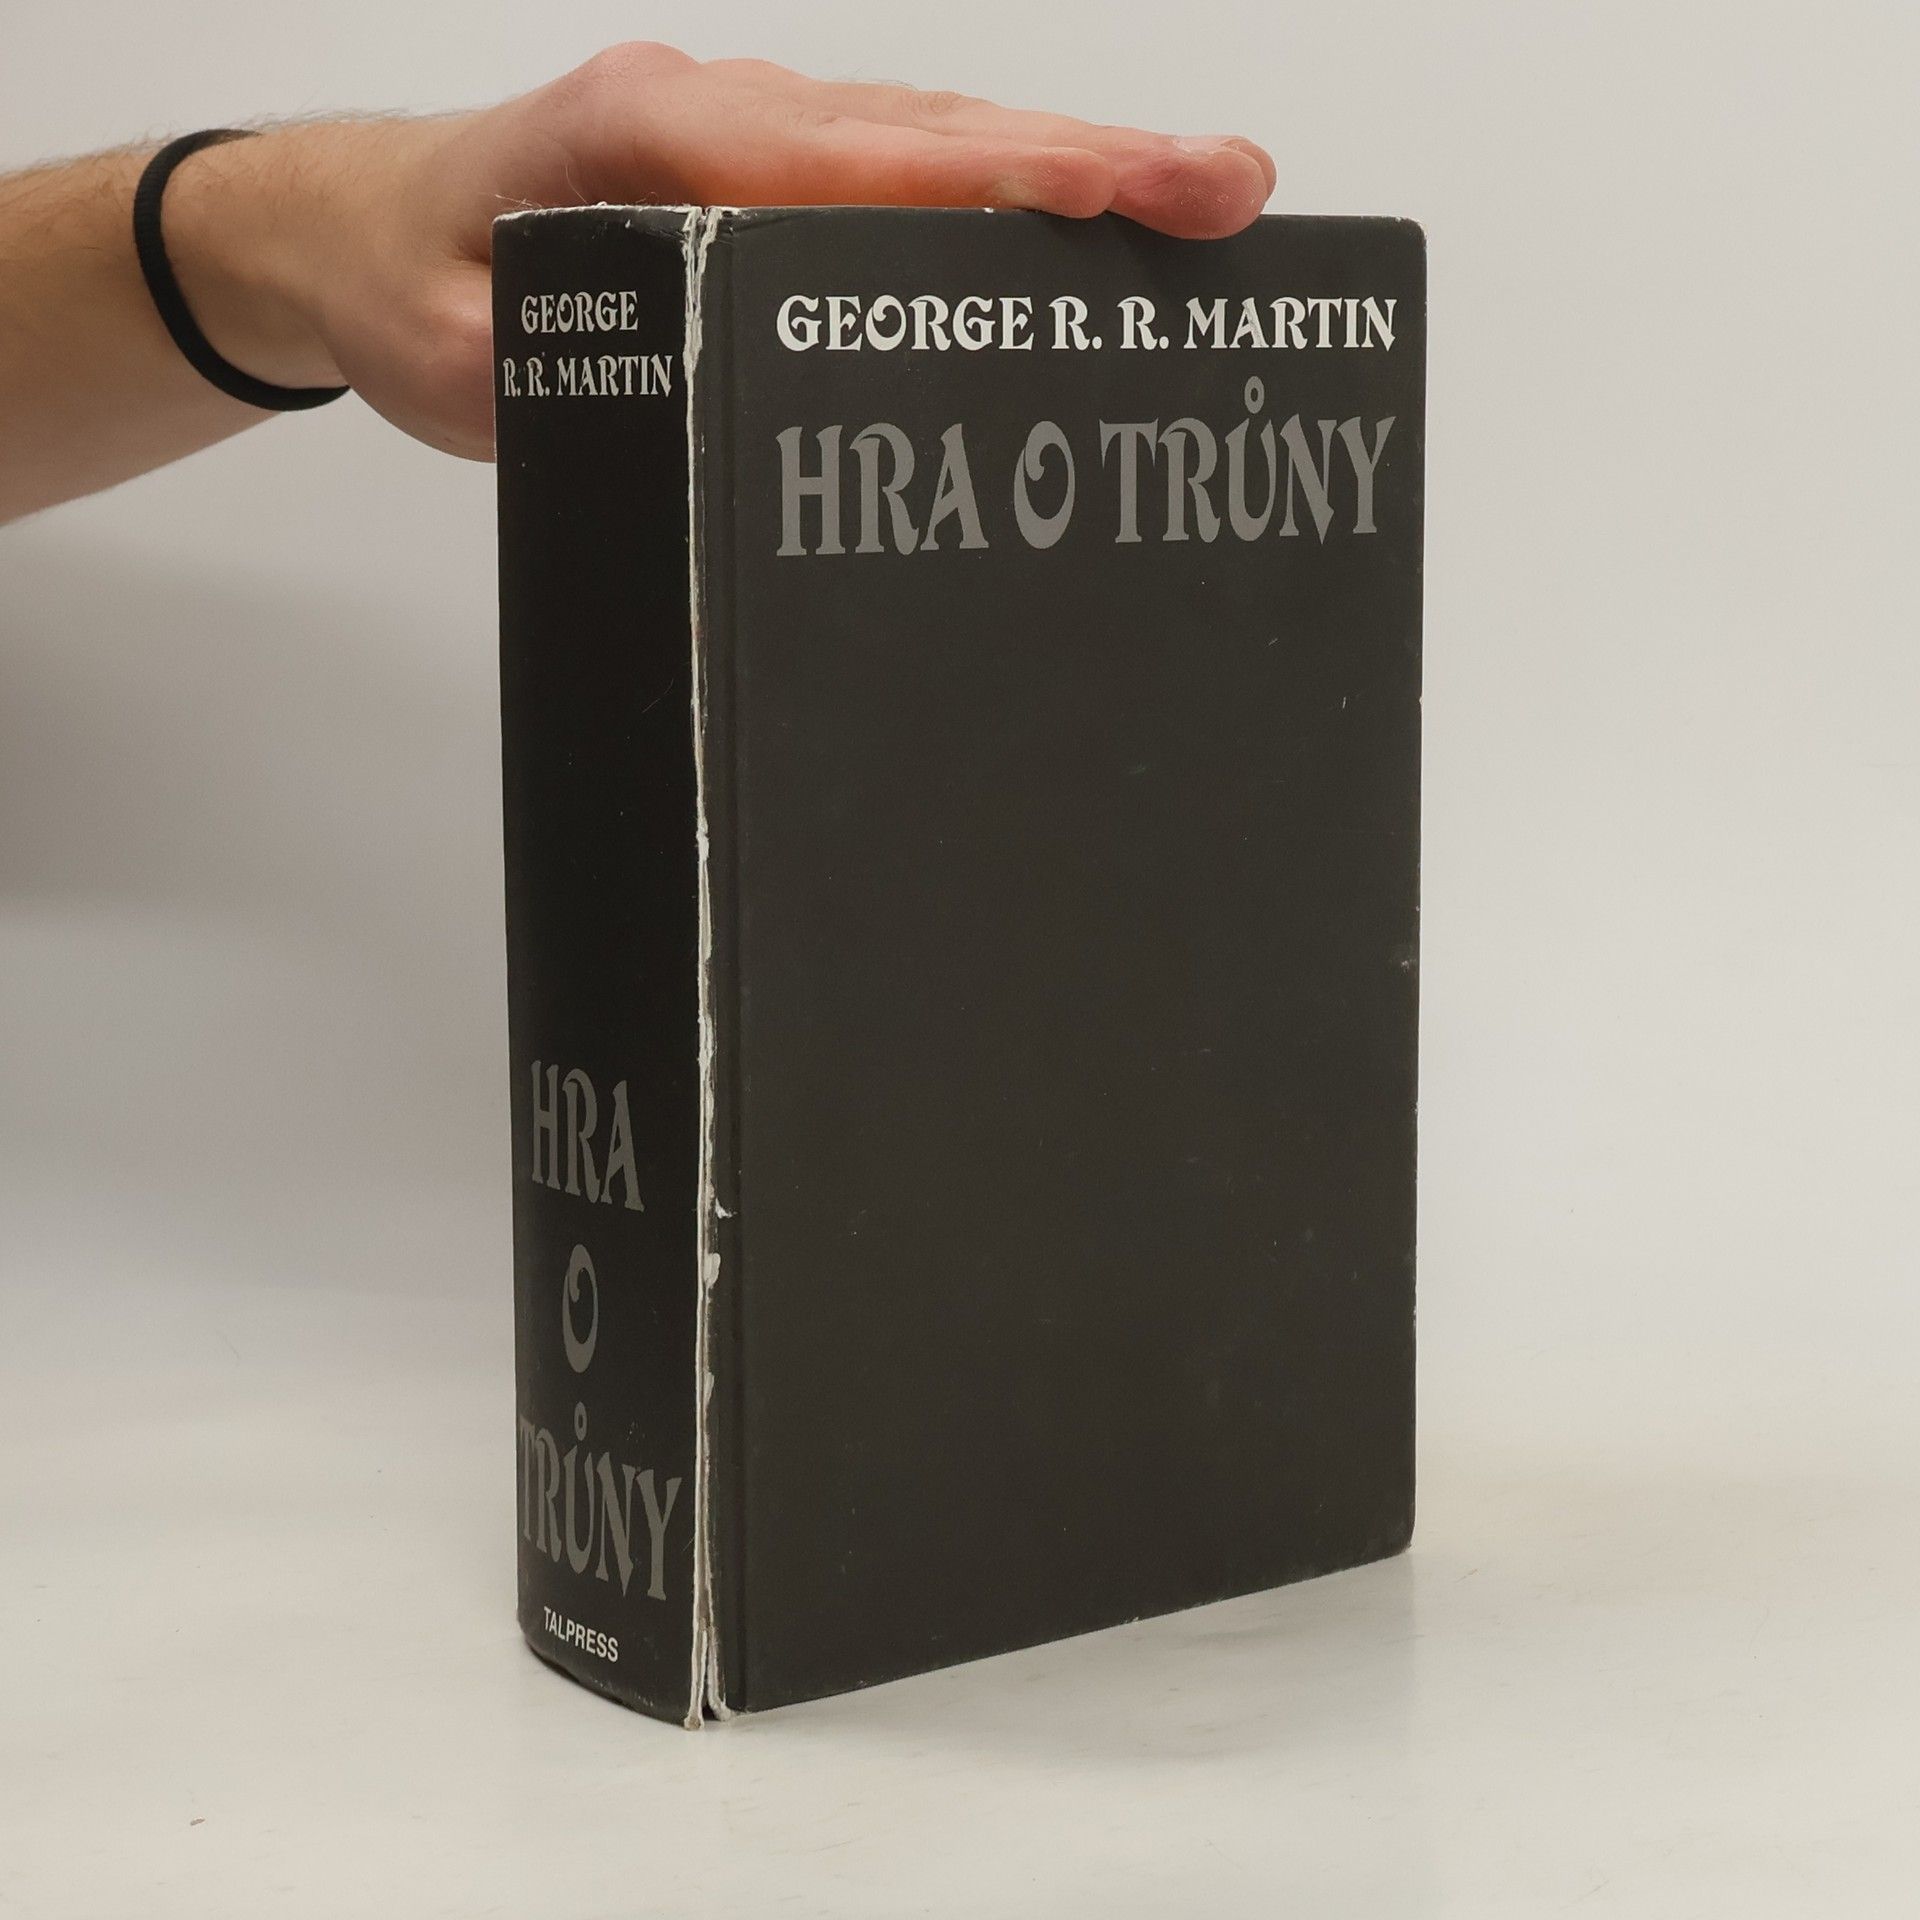 GEORGE
R. R. MARTIN
HRA
O
TRŮNY
TALPRESS
GEORGE R. R. MARTIN
HRA O TRŮNY